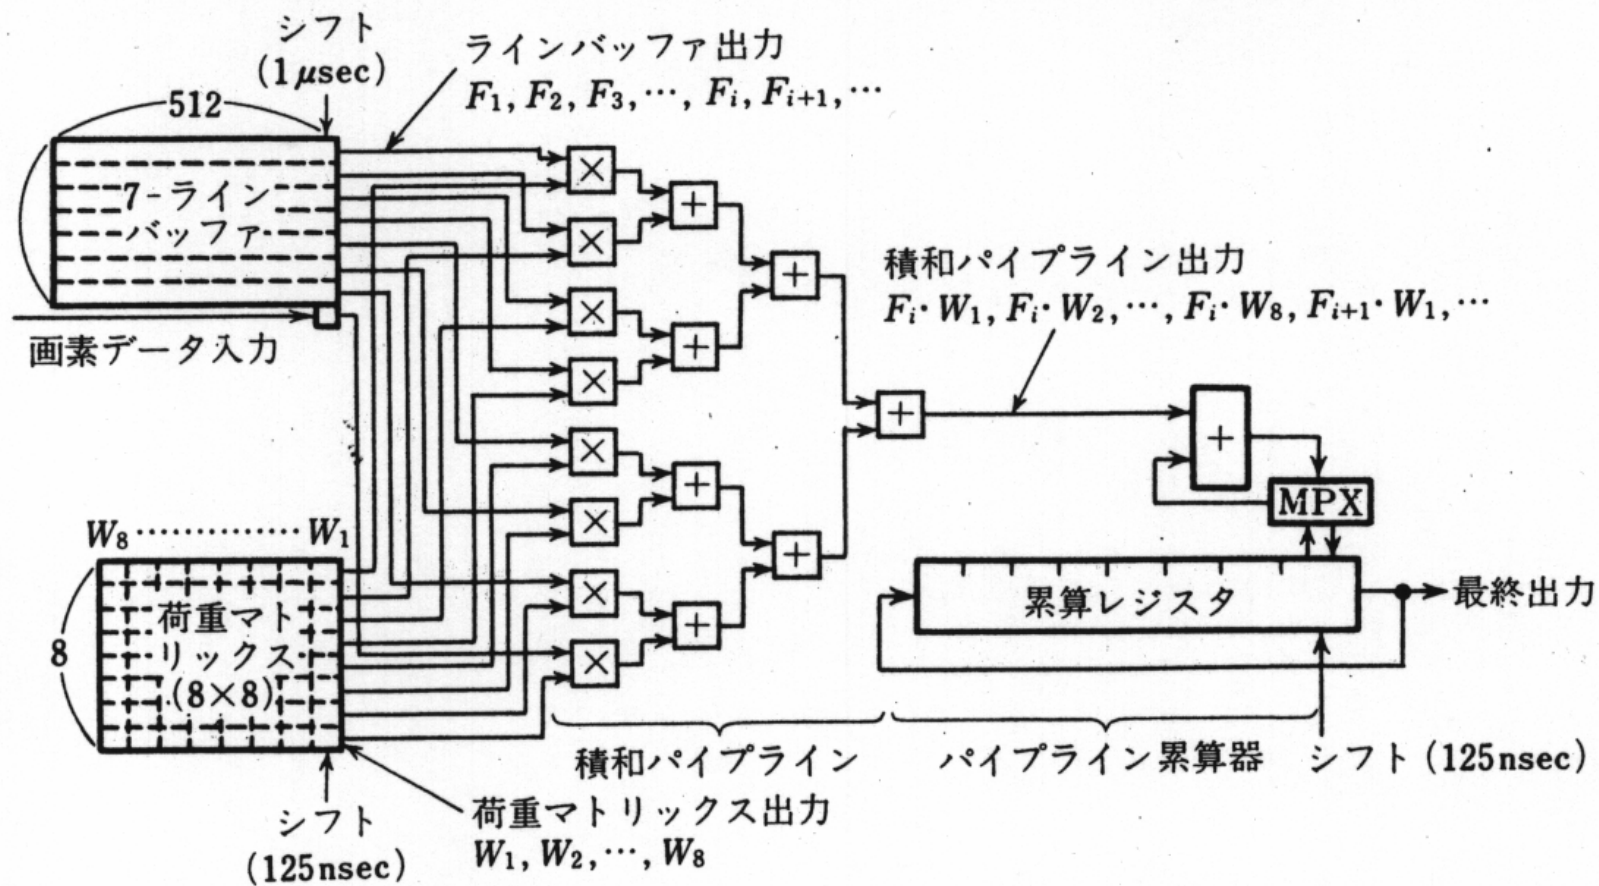 シフト
(1μsec)
ラインバッファ出力
F1, F2, F3, …, Fi, Fi+1, …
512
7-ライン
バッファ
画素データ入力
×
×
×
×
×
×
×
×
+
+
+
+
+
+
+
積和パイプライン出力
Fi·W1, Fi·W2, …, Fi·W8, Fi+1·W1, …
+
MPX
累算レジスタ
最終出力
W8··············W1
8
荷重マト
リックス
(8×8)
積和パイプライン
パイプライン累算器
シフト (125nsec)
シフト
(125nsec)
荷重マトリックス出力
W1, W2, …, W8